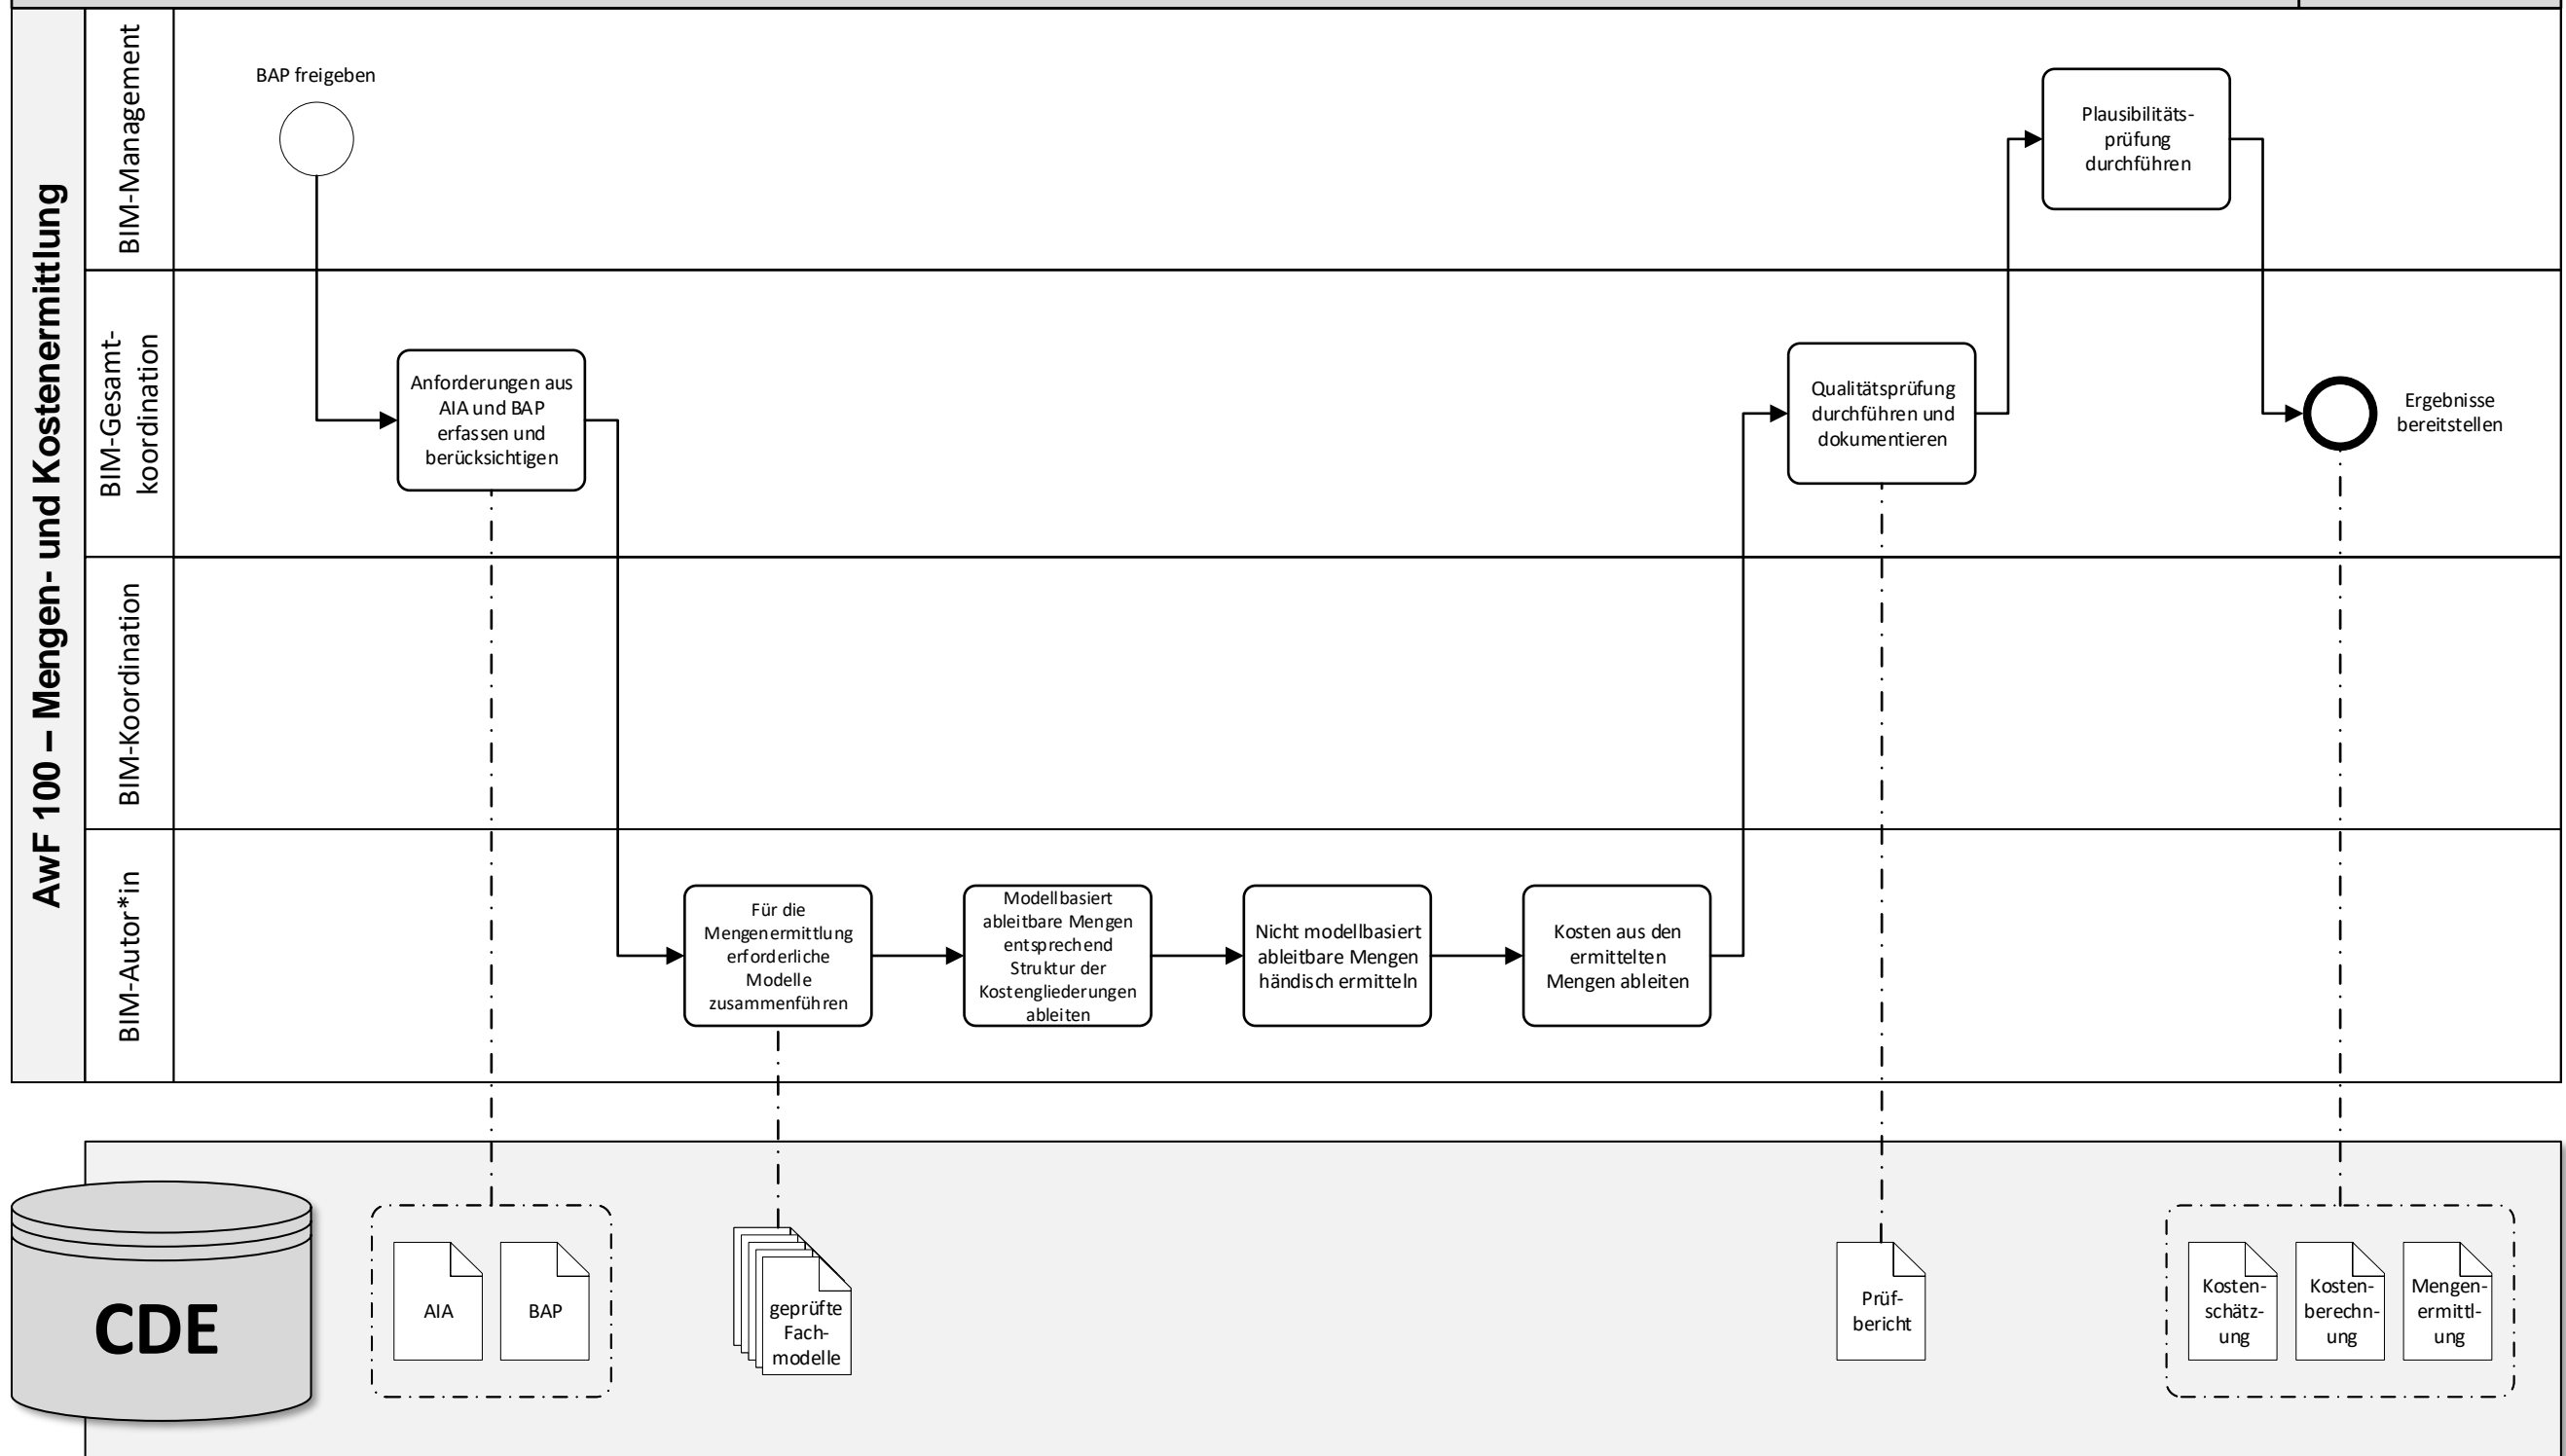 AwF 100 – Mengen- und Kostenermittlung
BIM-Management
BAP freigeben
Plausibilitäts-
prüfung
durchführen
BIM-Gesamt-
koordination
Anforderungen aus
AIA und BAP
erfassen und
berücksichtigen
Qualitätsprüfung
durchführen und
dokumentieren
Ergebnisse
bereitstellen
BIM-Koordination
BIM-Autor*in
Für die
Mengenermittlung
erforderliche
Modelle
zusammenführen
Modellbasiert
ableitbare Mengen
entsprechend
Struktur der
Kostengliederungen
ableiten
Nicht modellbasiert
ableitbare Mengen
händisch ermitteln
Kosten aus den
ermittelten
Mengen ableiten
CDE
AIA
BAP
geprüfte
Fach-
modelle
Prüf-
bericht
Kosten-
schätz-
ung
Kosten-
berechn-
ung
Mengen-
ermittl-
ung